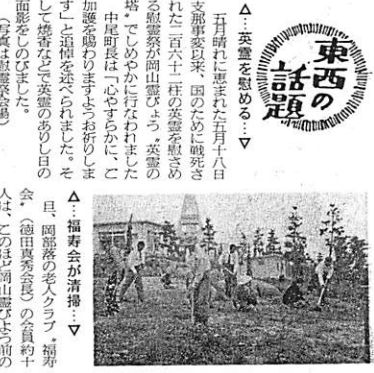 東西の
話題
△…英霊を慰める…▽
五月晴れに恵まれた五月十八日
支那事変以来、国のために戦死さ
れた二百六十二柱の英霊を慰さめ
る慰霊祭が岡山霊びょう〝英霊の
塔〟でしめやかに行なわれました
中尾町長は「心やすらかに、ご
加護を賜わりますようお祈りしま
す」と追悼を述べられました。そ
して焼香などで英霊のありし日の
面影をしのびました。
(写真は慰霊祭会場)
△…福寿会が清掃…▽
旦、岡部落の老人クラブ〝福寿
会〟(徳田真秀会長)の会員約十
人は、このほど岡山霊びょう前の